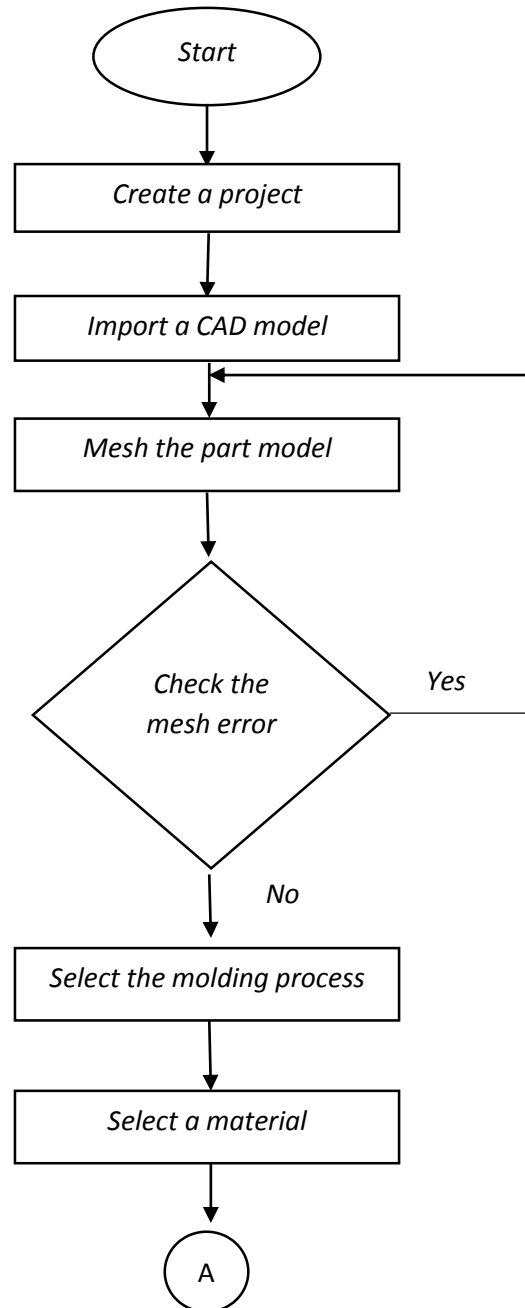 Start
Create a project
Import a CAD model
Mesh the part model
Check the
mesh error
Yes
No
Select the molding process
Select a material
A